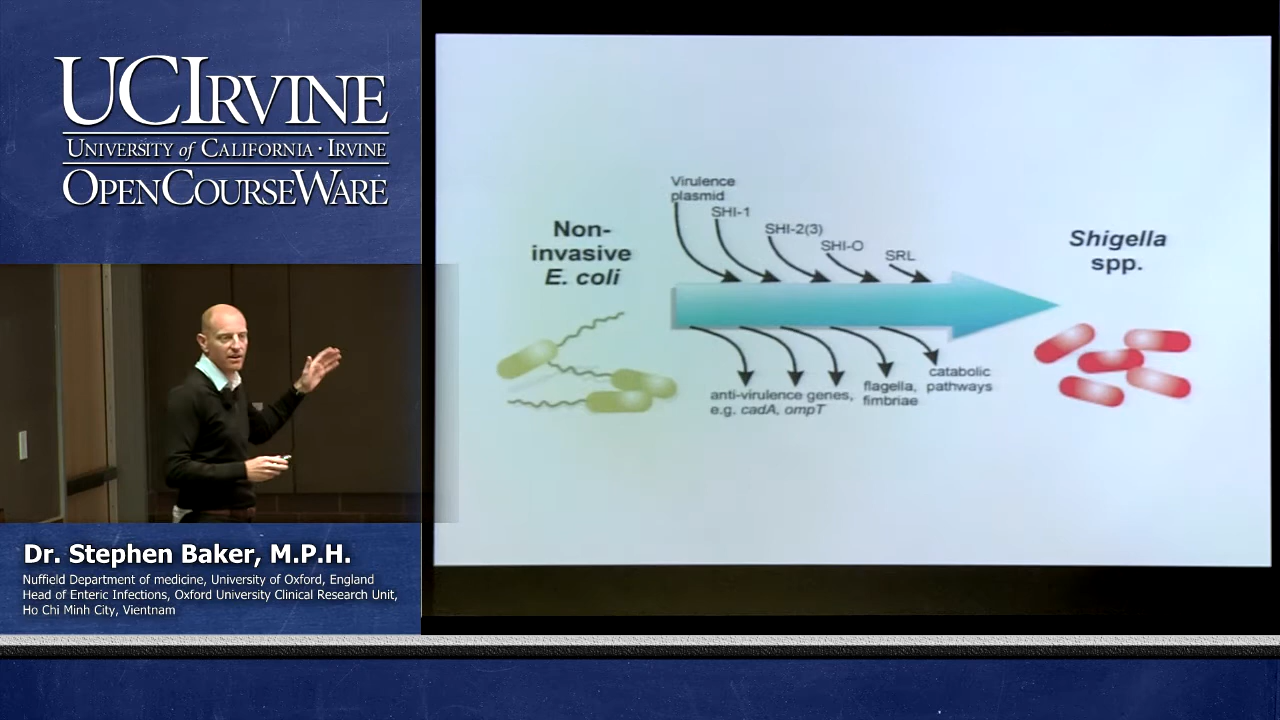 UCIRVINE
UNIVERSITY of CALIFORNIA · IRVINE
OPENCOURSEWARE
Virulence
plasmid
SHI-1
SHI-2(3)
SHI-O
SRL
Non-
invasive
E. coli
Shigella
spp.
anti-virulence genes,
e.g. cadA, ompT
flagella,
fimbriae
catabolic
pathways
Dr. Stephen Baker, M.P.H.
Nuffield Department of medicine, University of Oxford, England
Head of Enteric Infections, Oxford University Clinical Research Unit,
Ho Chi Minh City, Vientnam